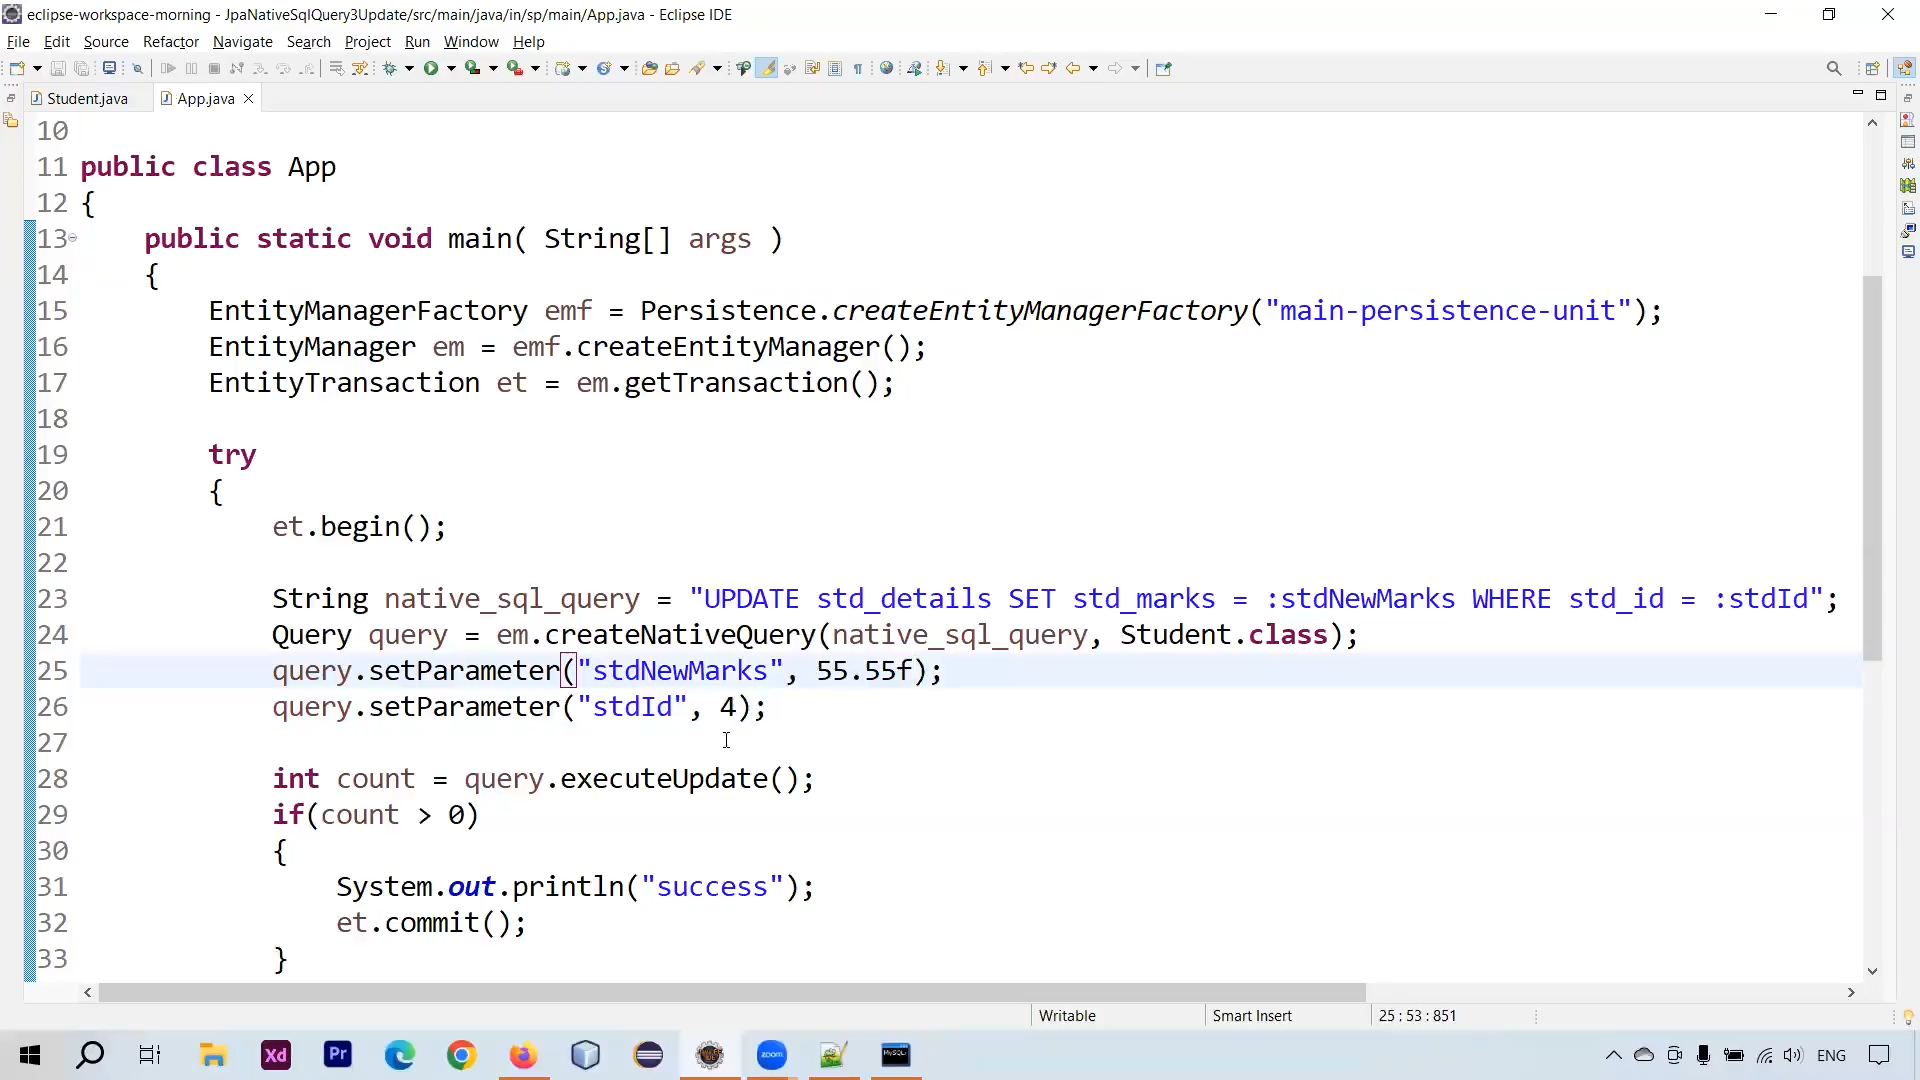 eclipse-workspace-morning - JpaNativeSqlQuery3Update/src/main/java/in/sp/main/App.java - Eclipse IDE
File Edit Source Refactor Navigate Search Project Run Window Help
Student.java App.java
10
11 public class App
12 {
13 public static void main( String[] args )
14 {
15 EntityManagerFactory emf = Persistence.createEntityManagerFactory("main-persistence-unit");
16 EntityManager em = emf.createEntityManager();
17 EntityTransaction et = em.getTransaction();
18
19 try
20 {
21 et.begin();
22
23 String native_sql_query = "UPDATE std_details SET std_marks = :stdNewMarks WHERE std_id = :stdId";
24 Query query = em.createNativeQuery(native_sql_query, Student.class);
25 query.setParameter("stdNewMarks", 55.55f);
26 query.setParameter("stdId", 4);
27
28 int count = query.executeUpdate();
29 if(count > 0)
30 {
31 System.out.println("success");
32 et.commit();
33 }
Writable Smart Insert 25 : 53 : 851
Xd Pr zoom MySQL ENG